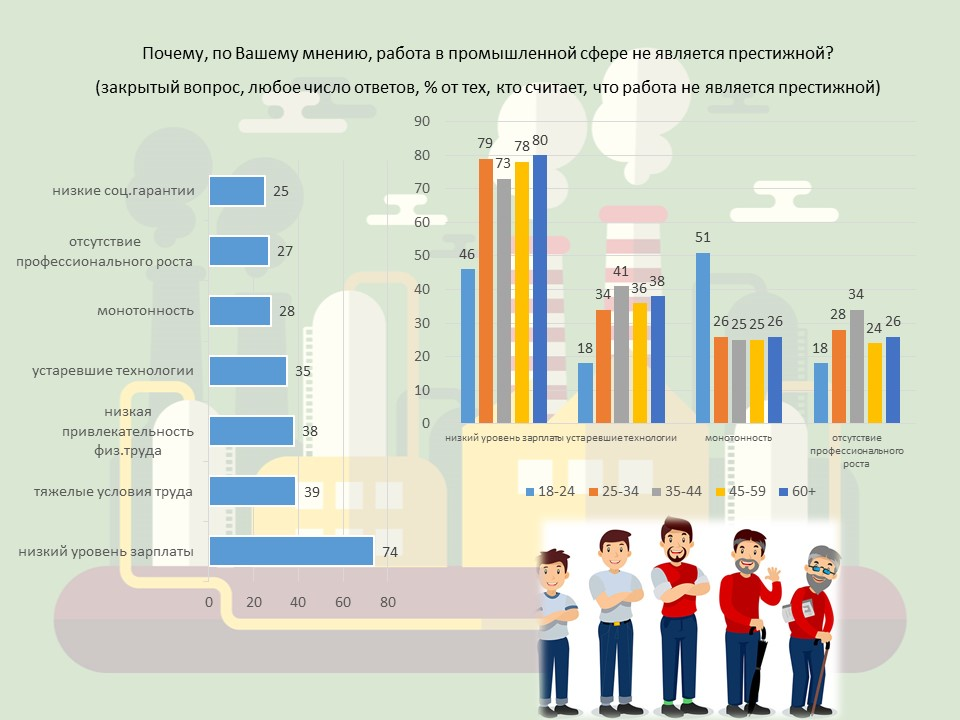 Почему, по Вашему мнению, работа в промышленной сфере не является престижной?
(закрытый вопрос, любое число ответов, % от тех, кто считает, что работа не является престижной)
низкие соц.гарантии 25
отсутствие
профессионального роста 27
монотонность 28
устаревшие технологии 35
низкая
привлекательность 38
физ.труда
тяжелые условия труда 39
низкий уровень зарплаты 74
0 20 40 60 80
90
80
70
60
50
40
30
20
10
0
46 79 73 78 80
18 34 41 36 38
51 26 25 25 26
18 28 34 24 26
низкий уровень зарплаты устаревшие технологии монотонность отсутствие
профессионального
роста
18-24 25-34 35-44 45-59 60+